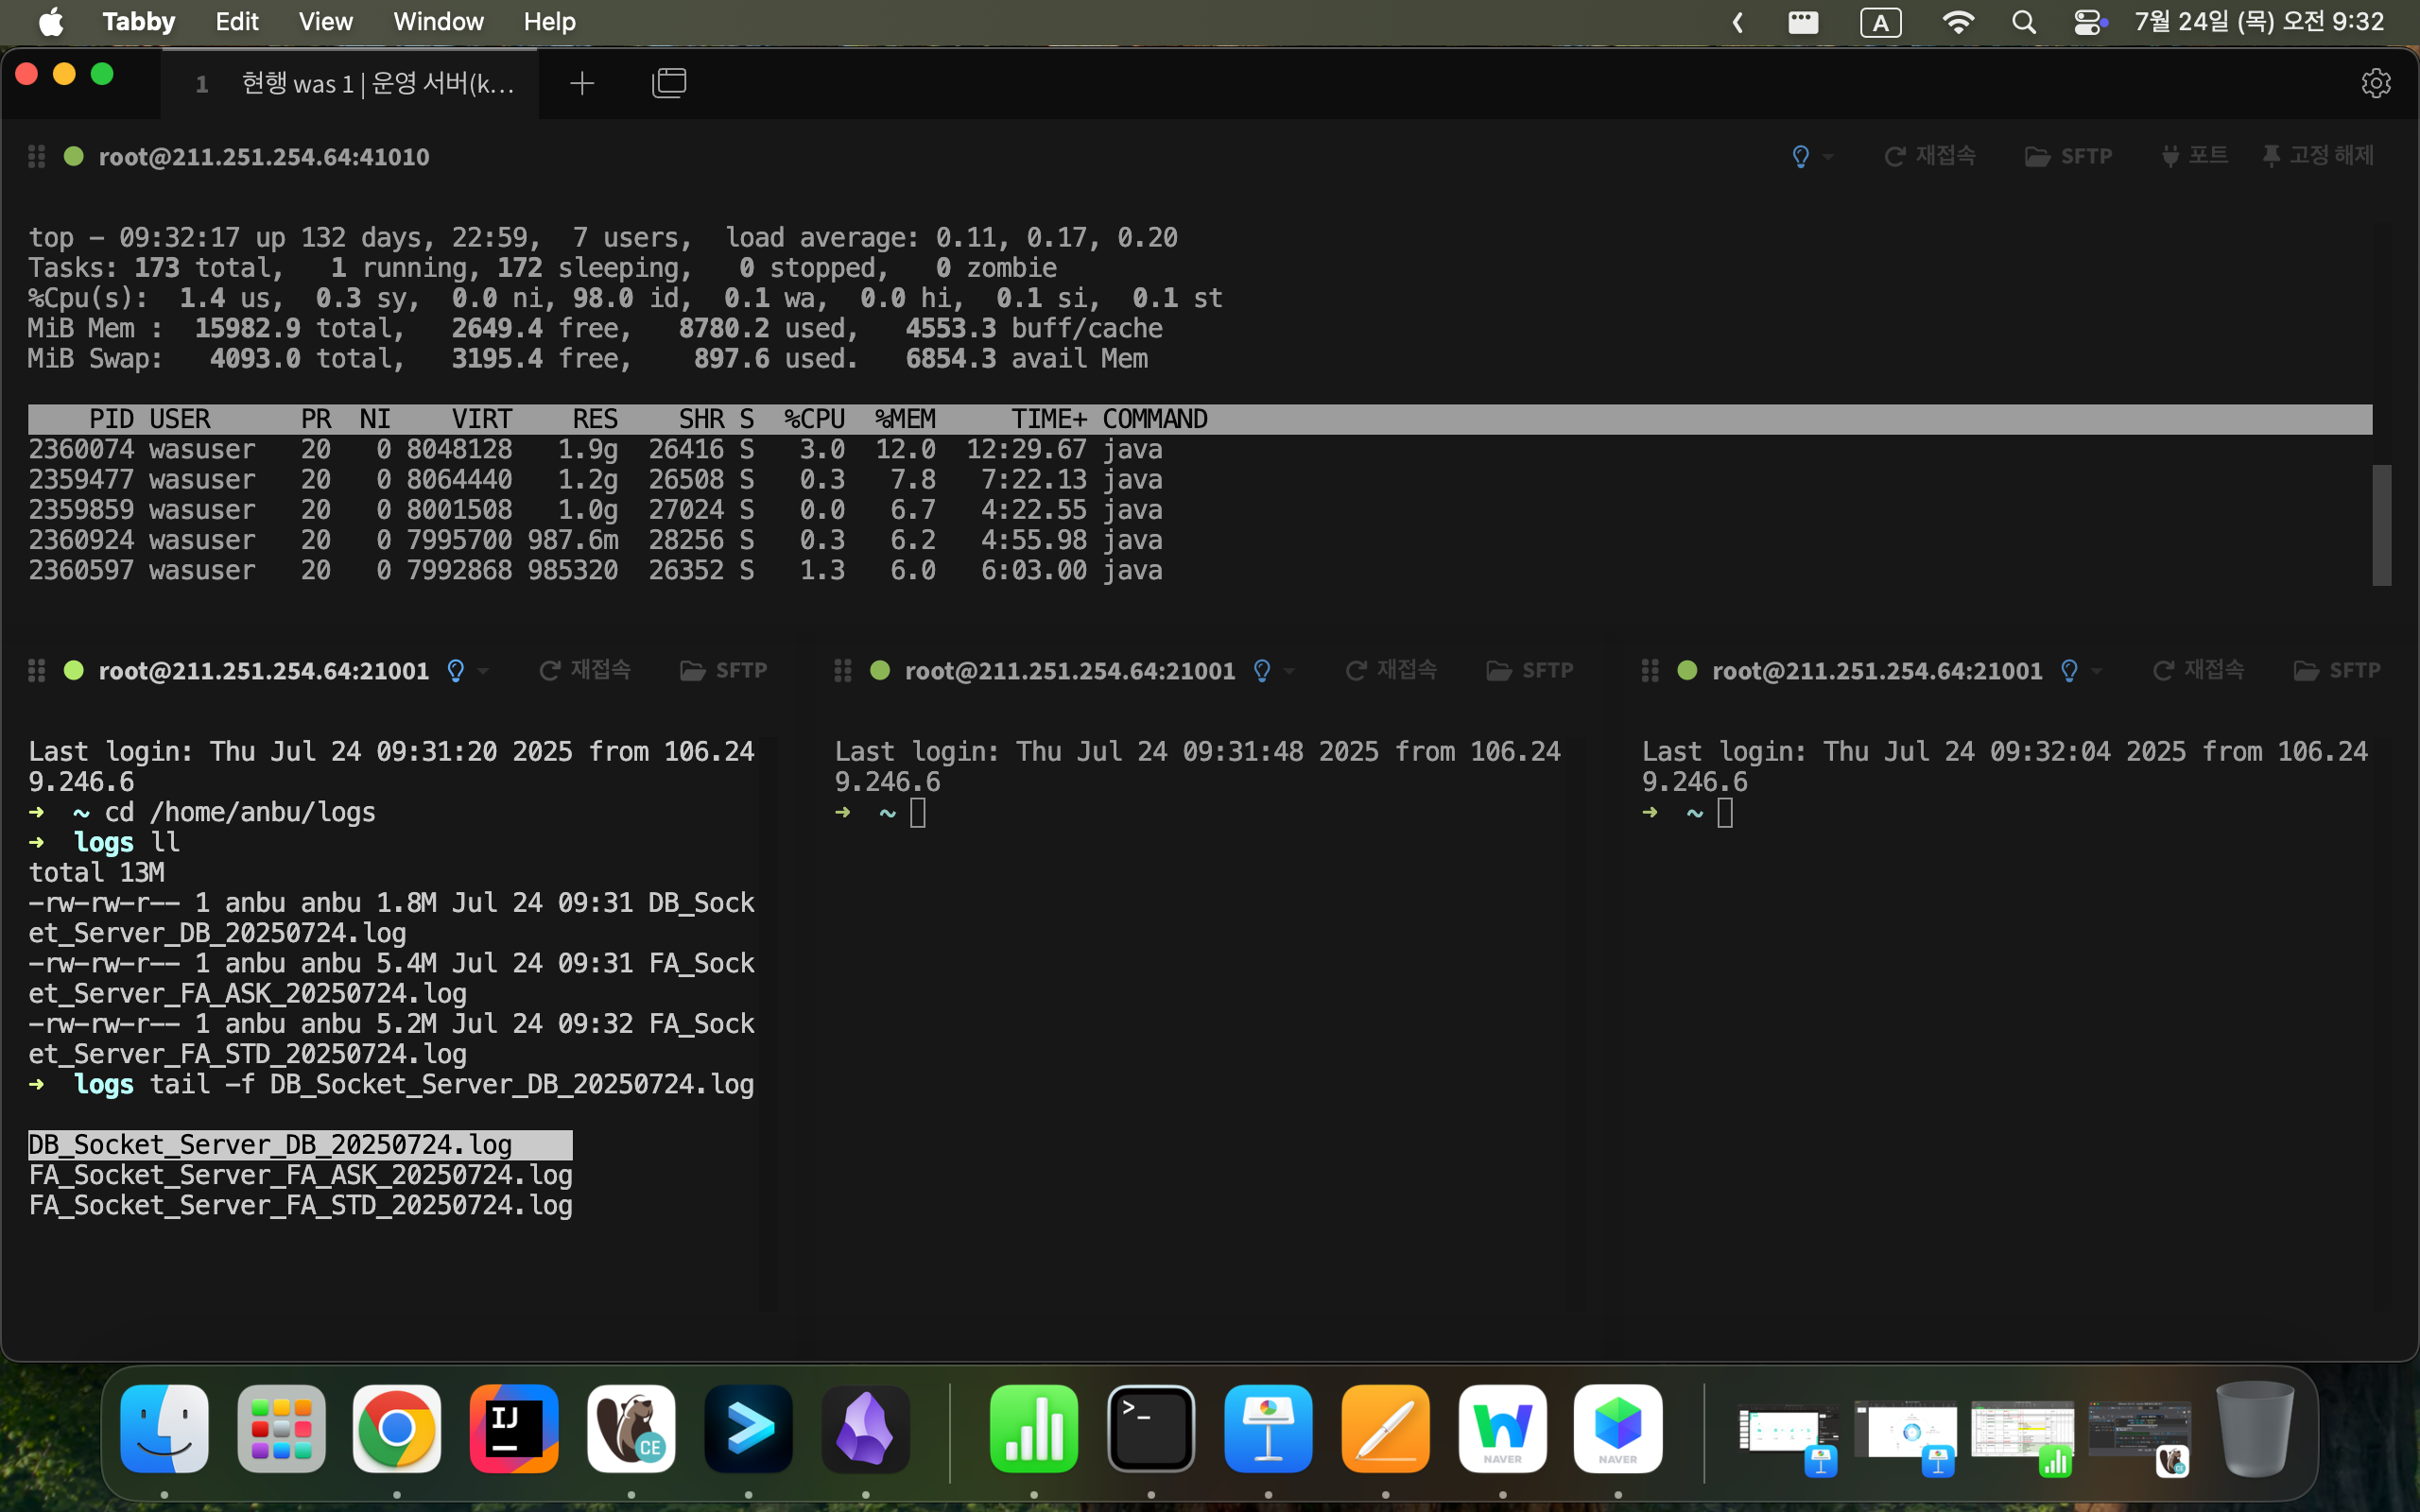 Tabby Edit View Window Help
A 7월 24일 (목) 오전 9:32
1 현행 was 1 | 운영 서버(k...
root@211.251.254.64:41010 재접속 SFTP 포트 고정 해제
top - 09:32:17 up 132 days, 22:59, 7 users, load average: 0.11, 0.17, 0.20
Tasks: 173 total, 1 running, 172 sleeping, 0 stopped, 0 zombie
%Cpu(s): 1.4 us, 0.3 sy, 0.0 ni, 98.0 id, 0.1 wa, 0.0 hi, 0.1 si, 0.1 st
MiB Mem : 15982.9 total, 2649.4 free, 8780.2 used, 4553.3 buff/cache
MiB Swap: 4093.0 total, 3195.4 free, 897.6 used. 6854.3 avail Mem
PID USER PR NI VIRT RES SHR S %CPU %MEM TIME+ COMMAND
2360074 wasuser 20 0 8048128 1.9g 26416 S 3.0 12.0 12:29.67 java
2359477 wasuser 20 0 8064440 1.2g 26508 S 0.3 7.8 7:22.13 java
2359859 wasuser 20 0 8001508 1.0g 27024 S 0.0 6.7 4:22.55 java
2360924 wasuser 20 0 7995700 987.6m 28256 S 0.3 6.2 4:55.98 java
2360597 wasuser 20 0 7992868 985320 26352 S 1.3 6.0 6:03.00 java
root@211.251.254.64:21001 재접속 SFTP
Last login: Thu Jul 24 09:31:20 2025 from 106.24
9.246.6
➜ ~ cd /home/anbu/logs
➜ logs ll
total 13M
-rw-rw-r-- 1 anbu anbu 1.8M Jul 24 09:31 DB_Sock
et_Server_DB_20250724.log
-rw-rw-r-- 1 anbu anbu 5.4M Jul 24 09:31 FA_Sock
et_Server_FA_ASK_20250724.log
-rw-rw-r-- 1 anbu anbu 5.2M Jul 24 09:32 FA_Sock
et_Server_FA_STD_20250724.log
➜ logs tail -f DB_Socket_Server_DB_20250724.log
DB_Socket_Server_DB_20250724.log
FA_Socket_Server_FA_ASK_20250724.log
FA_Socket_Server_FA_STD_20250724.log
root@211.251.254.64:21001 재접속 SFTP
Last login: Thu Jul 24 09:31:48 2025 from 106.24
9.246.6
➜ ~
root@211.251.254.64:21001 재접속 SFTP
Last login: Thu Jul 24 09:32:04 2025 from 106.24
9.246.6
➜ ~
IJ
CE
>_
NAVER
NAVER